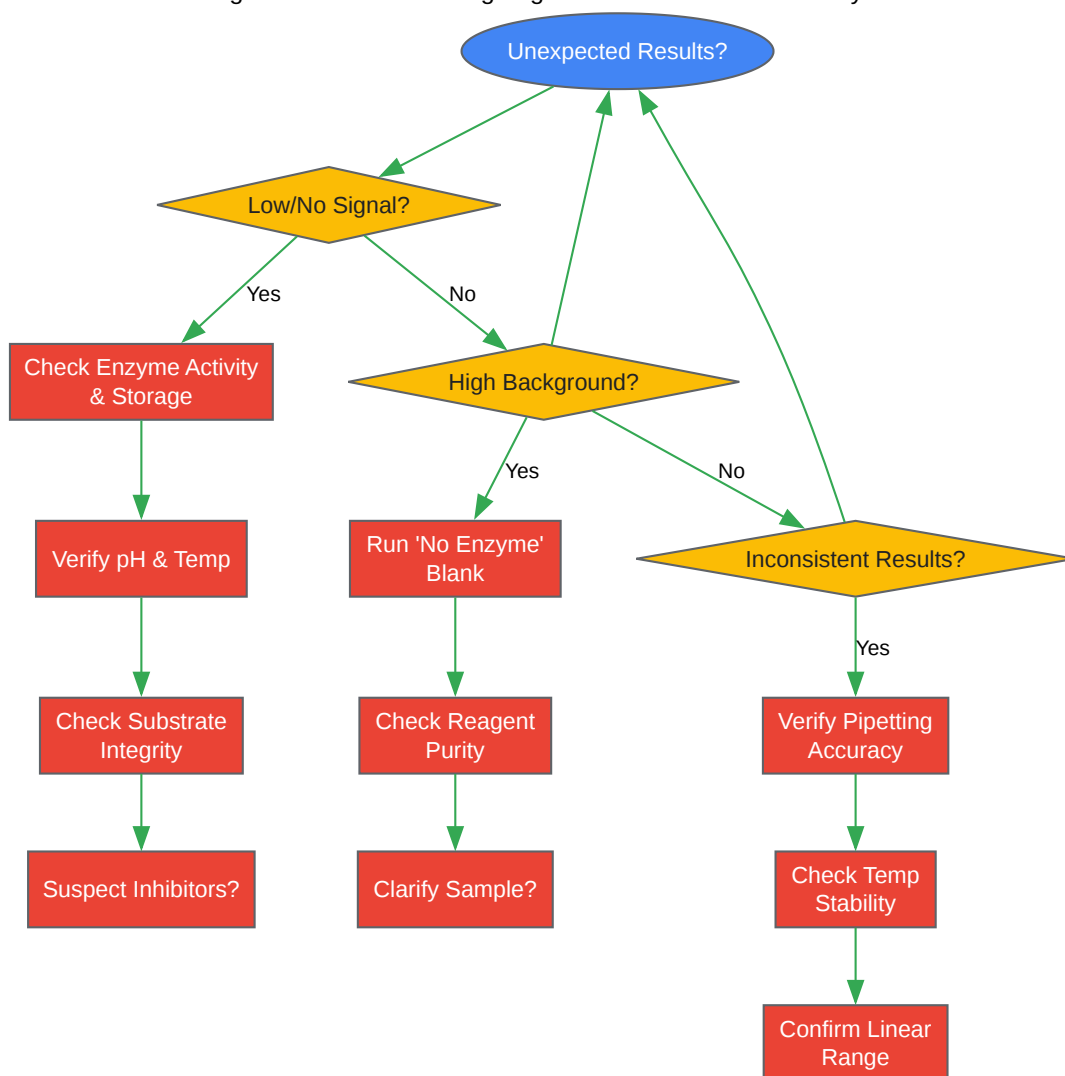 Unexpected Results?
Low/No Signal?
Yes
No
Check Enzyme Activity
& Storage
High Background?
Yes
No
Verify pH & Temp
Run 'No Enzyme'
Blank
Inconsistent Results?
Yes
Check Substrate
Integrity
Check Reagent
Purity
Verify Pipetting
Accuracy
Suspect Inhibitors?
Clarify Sample?
Check Temp
Stability
Confirm Linear
Range